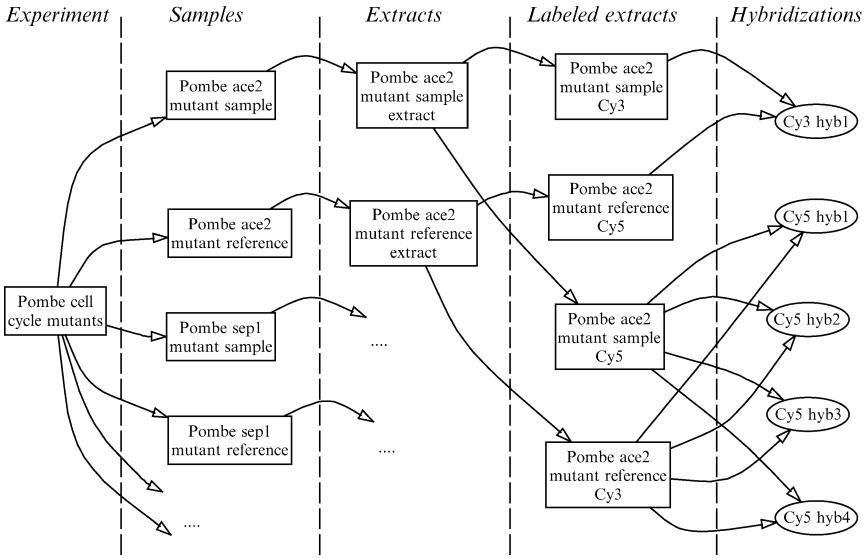 Experiment
Samples
Extracts
Labeled extracts
Hybridizations
Pombe cell
cycle mutants
Pombe ace2
mutant sample
Pombe ace2
mutant reference
Pombe sep1
mutant sample
Pombe sep1
mutant reference
....
Pombe ace2
mutant sample
extract
Pombe ace2
mutant reference
extract
....
....
Pombe ace2
mutant sample
Cy3
Pombe ace2
mutant reference
Cy5
Pombe ace2
mutant sample
Cy5
Pombe ace2
mutant reference
Cy3
Cy3 hyb1
Cy5 hyb1
Cy5 hyb2
Cy5 hyb3
Cy5 hyb4